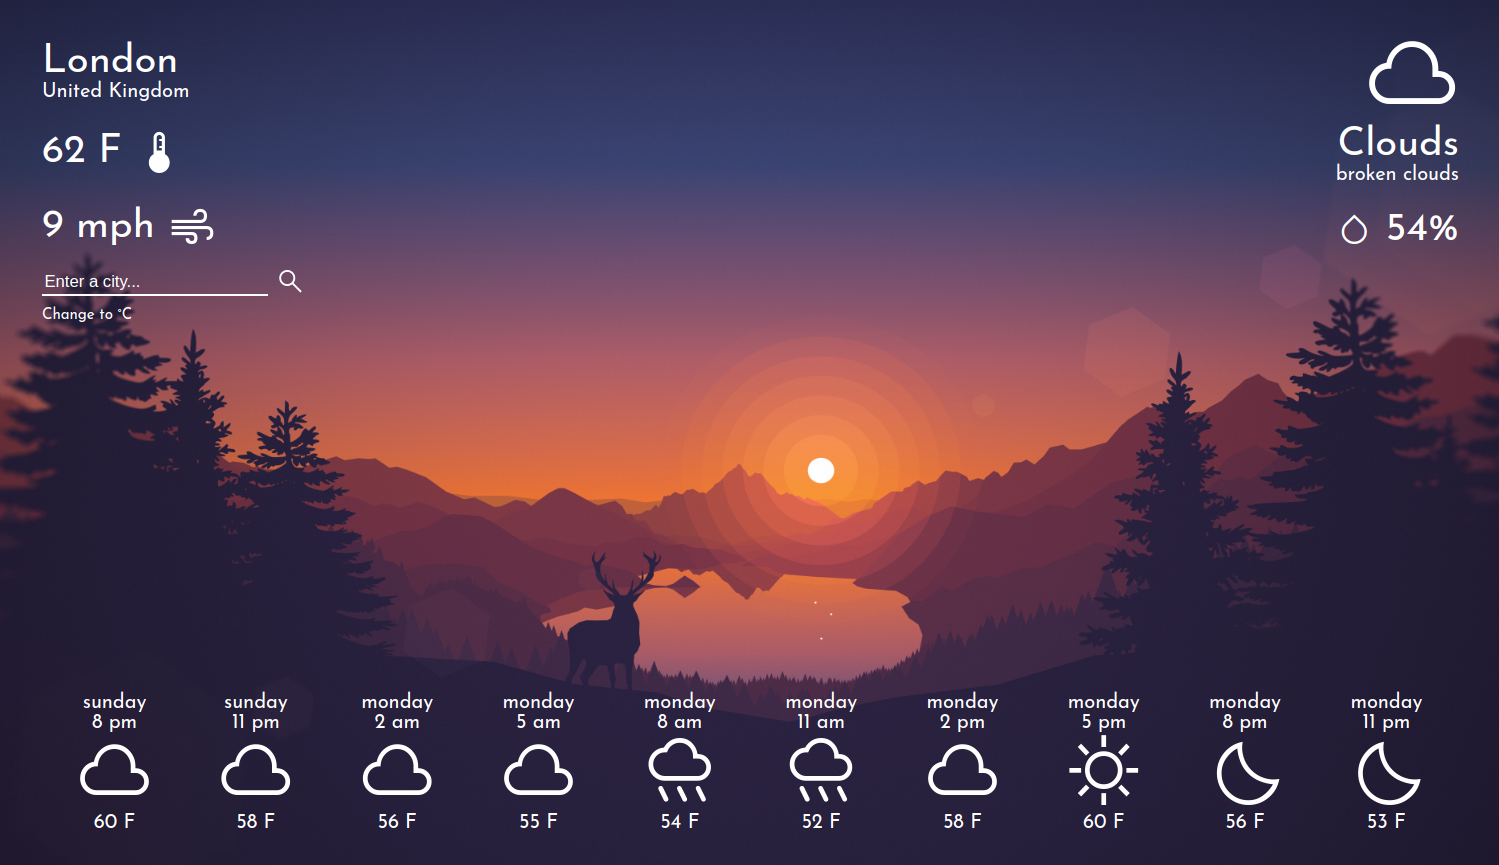 London
United Kingdom
62 F
9 mph
Enter a city...
Change to °C
Clouds
broken clouds
54%
sunday
8 pm
60 F
sunday
11 pm
58 F
monday
2 am
56 F
monday
5 am
55 F
monday
8 am
54 F
monday
11 am
52 F
monday
2 pm
58 F
monday
5 pm
60 F
monday
8 pm
56 F
monday
11 pm
53 F